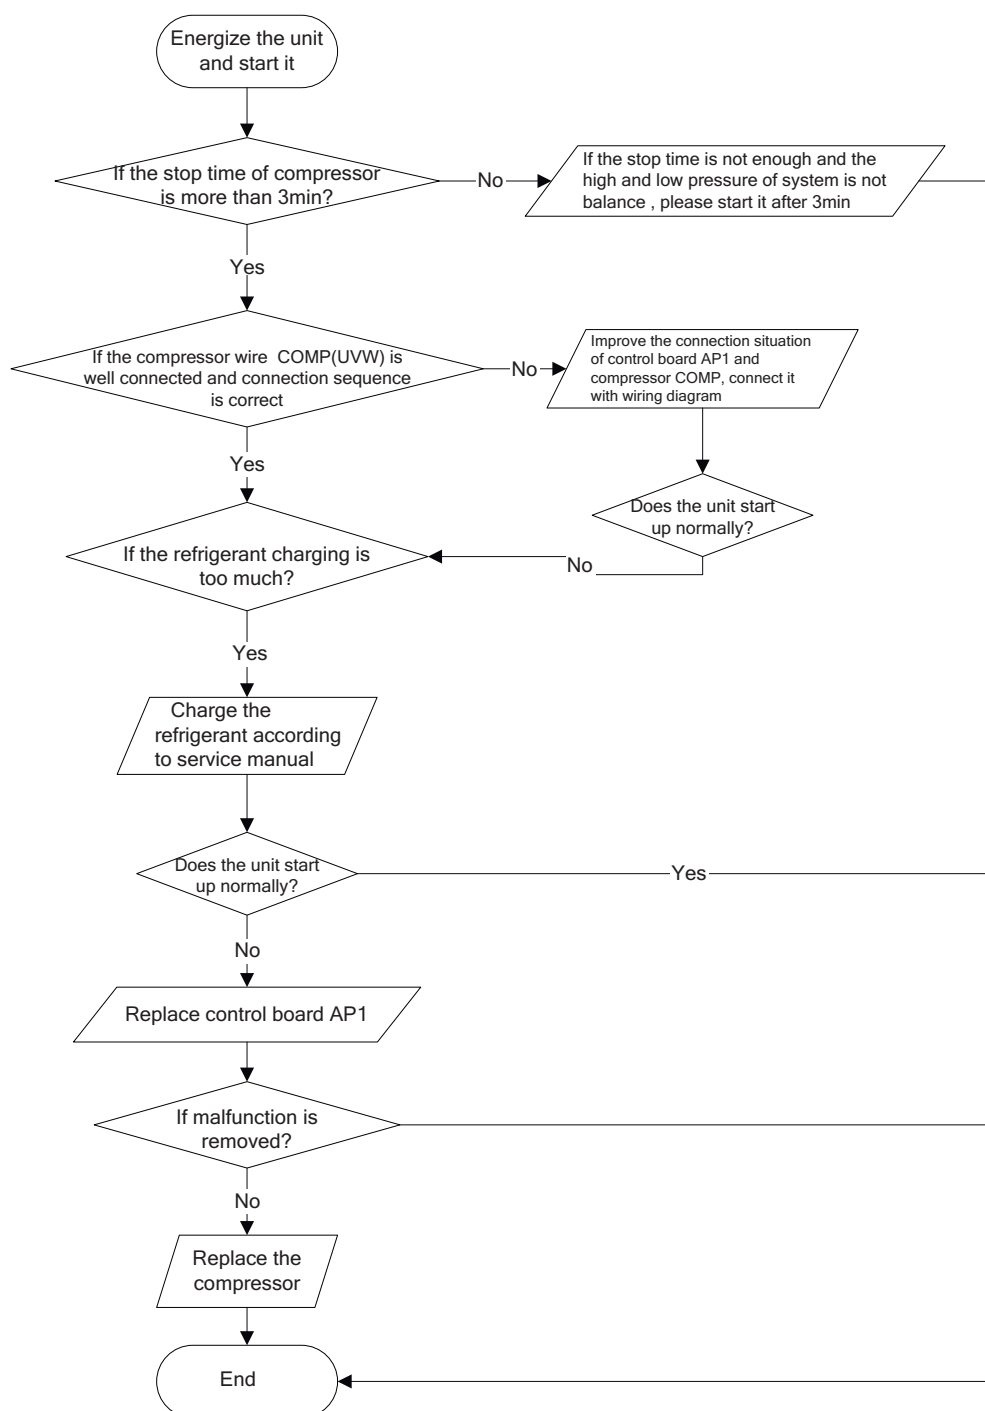 Energize the unit
and start it
If the stop time of compressor
is more than 3min?
No
If the stop time is not enough and the
high and low pressure of system is not
balance , please start it after 3min
Yes
If the compressor wire COMP(UVW) is
well connected and connection sequence
is correct
No
Improve the connection situation
of control board AP1 and
compressor COMP, connect it
with wiring diagram
Yes
Does the unit start
up normally?
If the refrigerant charging is
too much?
No
Yes
Charge the
refrigerant according
to service manual
Does the unit start
up normally?
Yes
No
Replace control board AP1
If malfunction is
removed?
No
Replace the
compressor
End